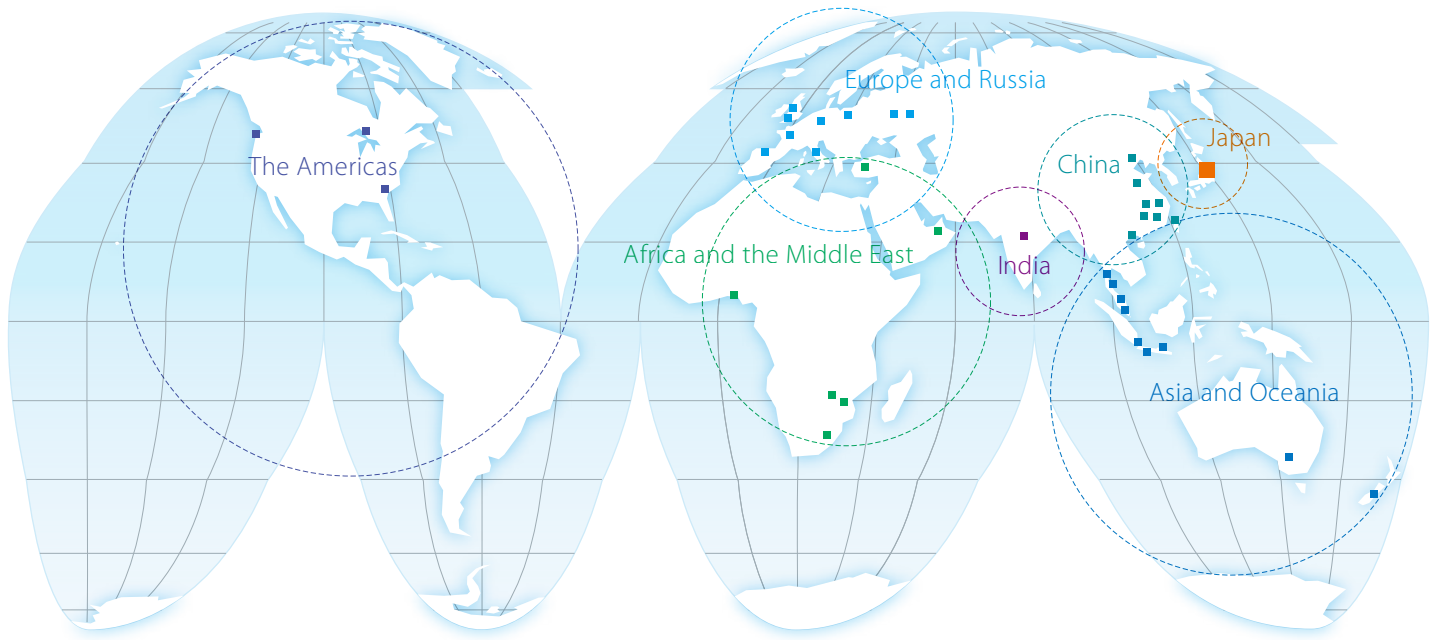 Europe and Russia
Japan
The Americas
China
Africa and the Middle East
India
Asia and Oceania